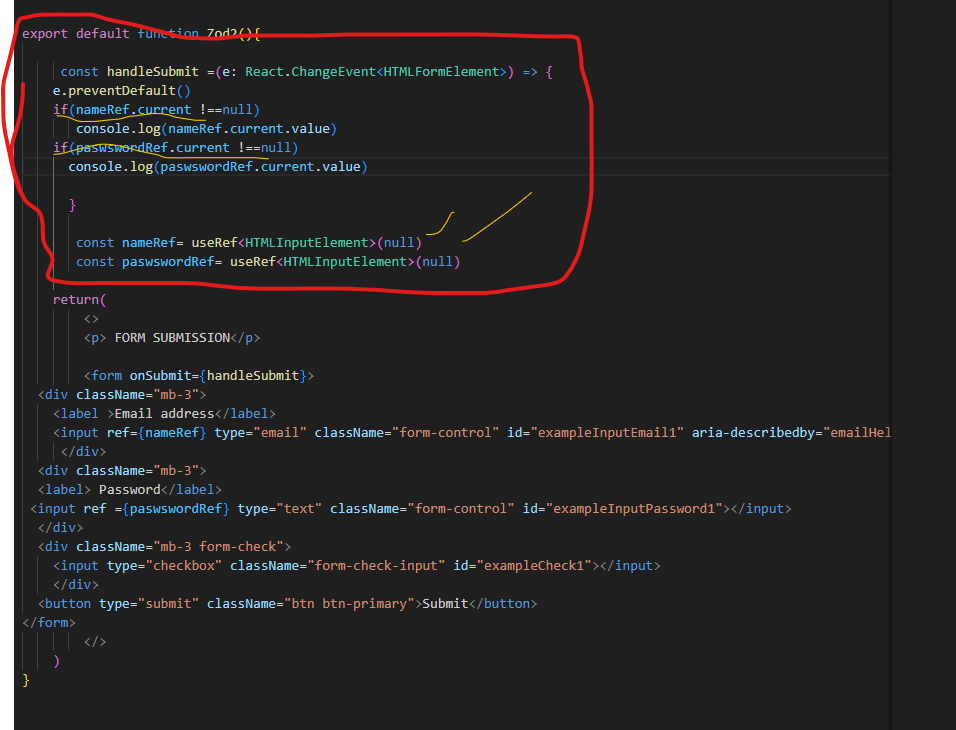 export default function Zod2(){
const handleSubmit =(e: React.ChangeEvent<HTMLFormElement>) => {
e.preventDefault()
if(nameRef.current !==null)
console.log(nameRef.current.value)
if(paswswordRef.current !==null)
console.log(paswswordRef.current.value)
}
const nameRef= useRef<HTMLInputElement>(null)
const paswswordRef= useRef<HTMLInputElement>(null)
return(
<>
<p> FORM SUBMISSION</p>
<form onSubmit={handleSubmit}>
<div className="mb-3">
<label >Email address</label>
<input ref={nameRef} type="email" className="form-control" id="exampleInputEmail1" aria-describedby="emailHel
</div>
<div className="mb-3">
<label> Password</label>
<input ref ={paswswordRef} type="text" className="form-control" id="exampleInputPassword1"></input>
</div>
<div className="mb-3 form-check">
<input type="checkbox" className="form-check-input" id="exampleCheck1"></input>
</div>
<button type="submit" className="btn btn-primary">Submit</button>
</form>
</>
)
}